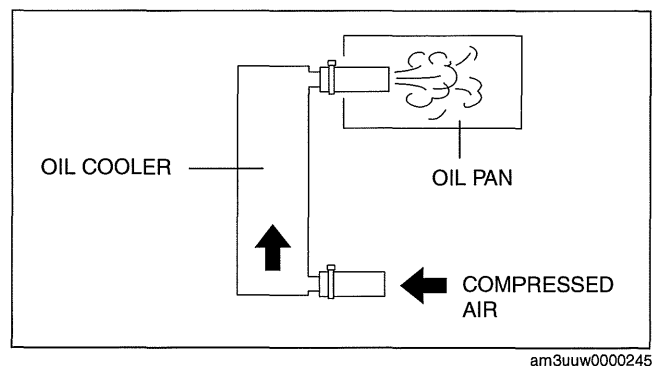 OIL COOLER
OIL PAN
COMPRESSED
AIR
am3uuw0000245